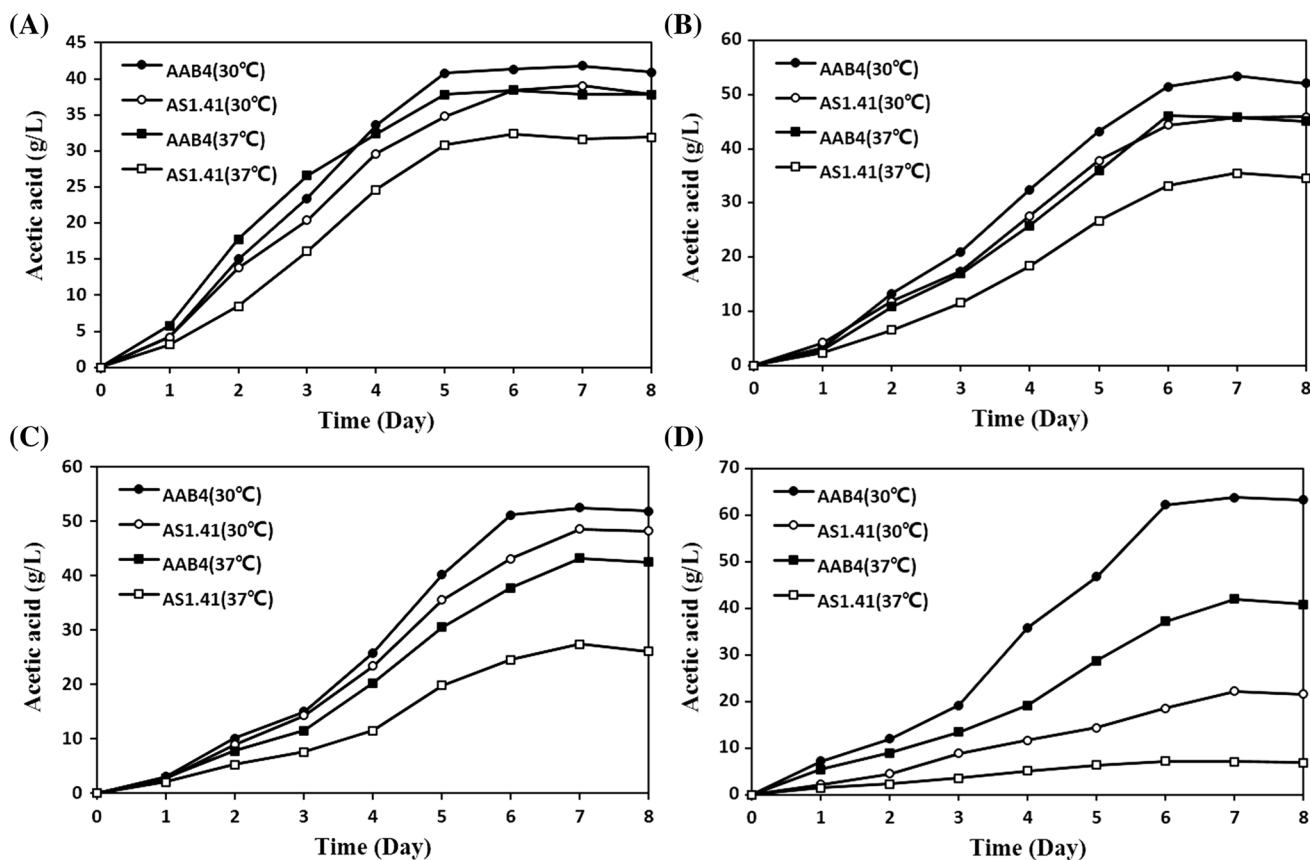 (A)
45
40
35
30
25
20
15
10
5
0
Acetic acid (g/L)
AAB4(30℃)
AS1.41(30℃)
AAB4(37℃)
AS1.41(37℃)
0 1 2 3 4 5 6 7 8
Time (Day)
(B)
60
50
40
30
20
10
0
Acetic acid (g/L)
AAB4(30℃)
AS1.41(30℃)
AAB4(37℃)
AS1.41(37℃)
0 1 2 3 4 5 6 7 8
Time (Day)
(C)
60
50
40
30
20
10
0
Acetic acid (g/L)
AAB4(30℃)
AS1.41(30℃)
AAB4(37℃)
AS1.41(37℃)
0 1 2 3 4 5 6 7 8
Time (Day)
(D)
70
60
50
40
30
20
10
0
Acetic acid (g/L)
AAB4(30℃)
AS1.41(30℃)
AAB4(37℃)
AS1.41(37℃)
0 1 2 3 4 5 6 7 8
Time (Day)